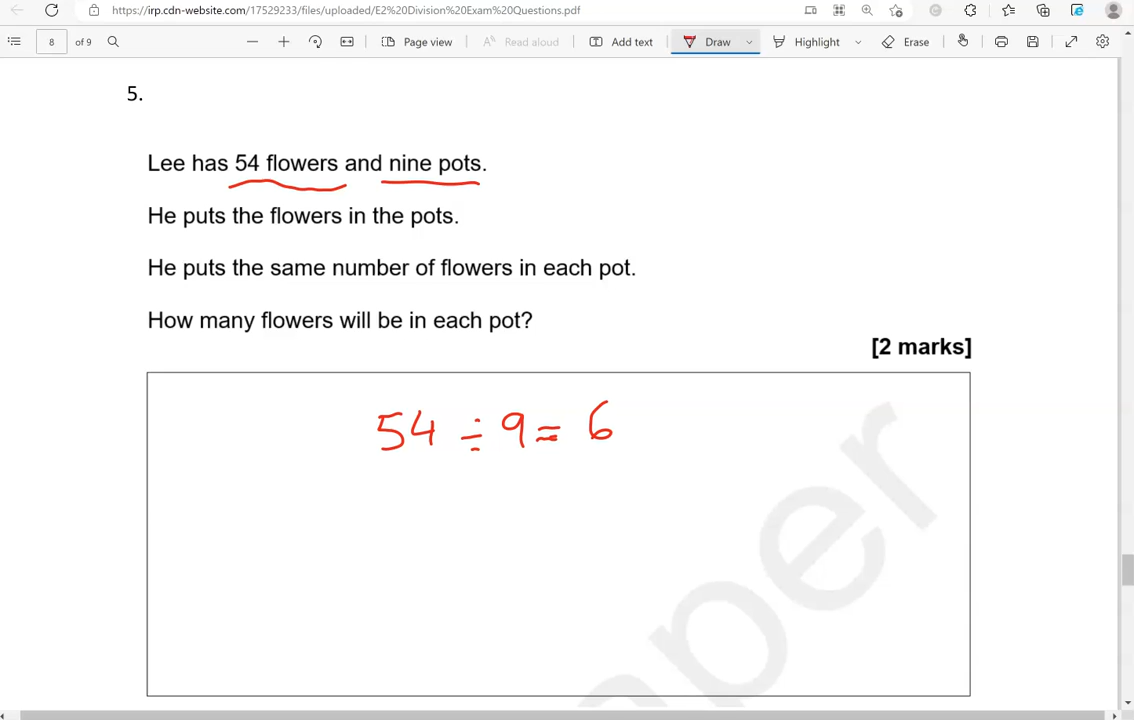 https://irp.cdn-website.com/17529233/files/uploaded/E2%20Division%20Exam%20Questions.pdf
8 of 9 Page view Read aloud Add text Draw Highlight Erase
5.
Lee has 54 flowers and nine pots.
He puts the flowers in the pots.
He puts the same number of flowers in each pot.
How many flowers will be in each pot?
[2 marks]
54 ÷ 9 = 6